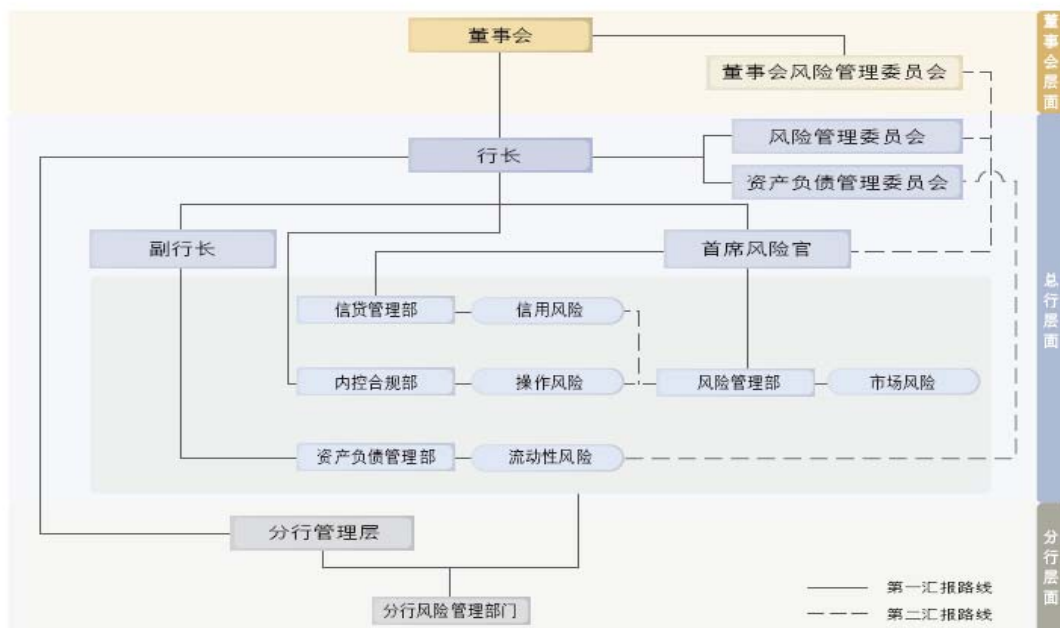 董事会
董事会风险管理委员会
董事会层面
行长
风险管理委员会
资产负债管理委员会
副行长
首席风险官
总行层面
信贷管理部
信用风险
内控合规部
操作风险
风险管理部
市场风险
资产负债管理部
流动性风险
分行管理层
分行层面
分行风险管理部门
第一汇报路线
第二汇报路线